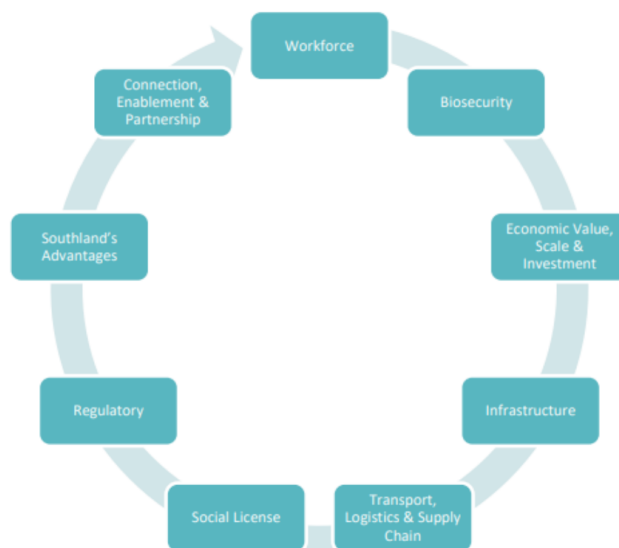 Workforce
Biosecurity
Economic Value,
Scale &
Investment
Infrastructure
Transport,
Logistics & Supply
Chain
Social License
Regulatory
Southland's
Advantages
Connection,
Enablement &
Partnership